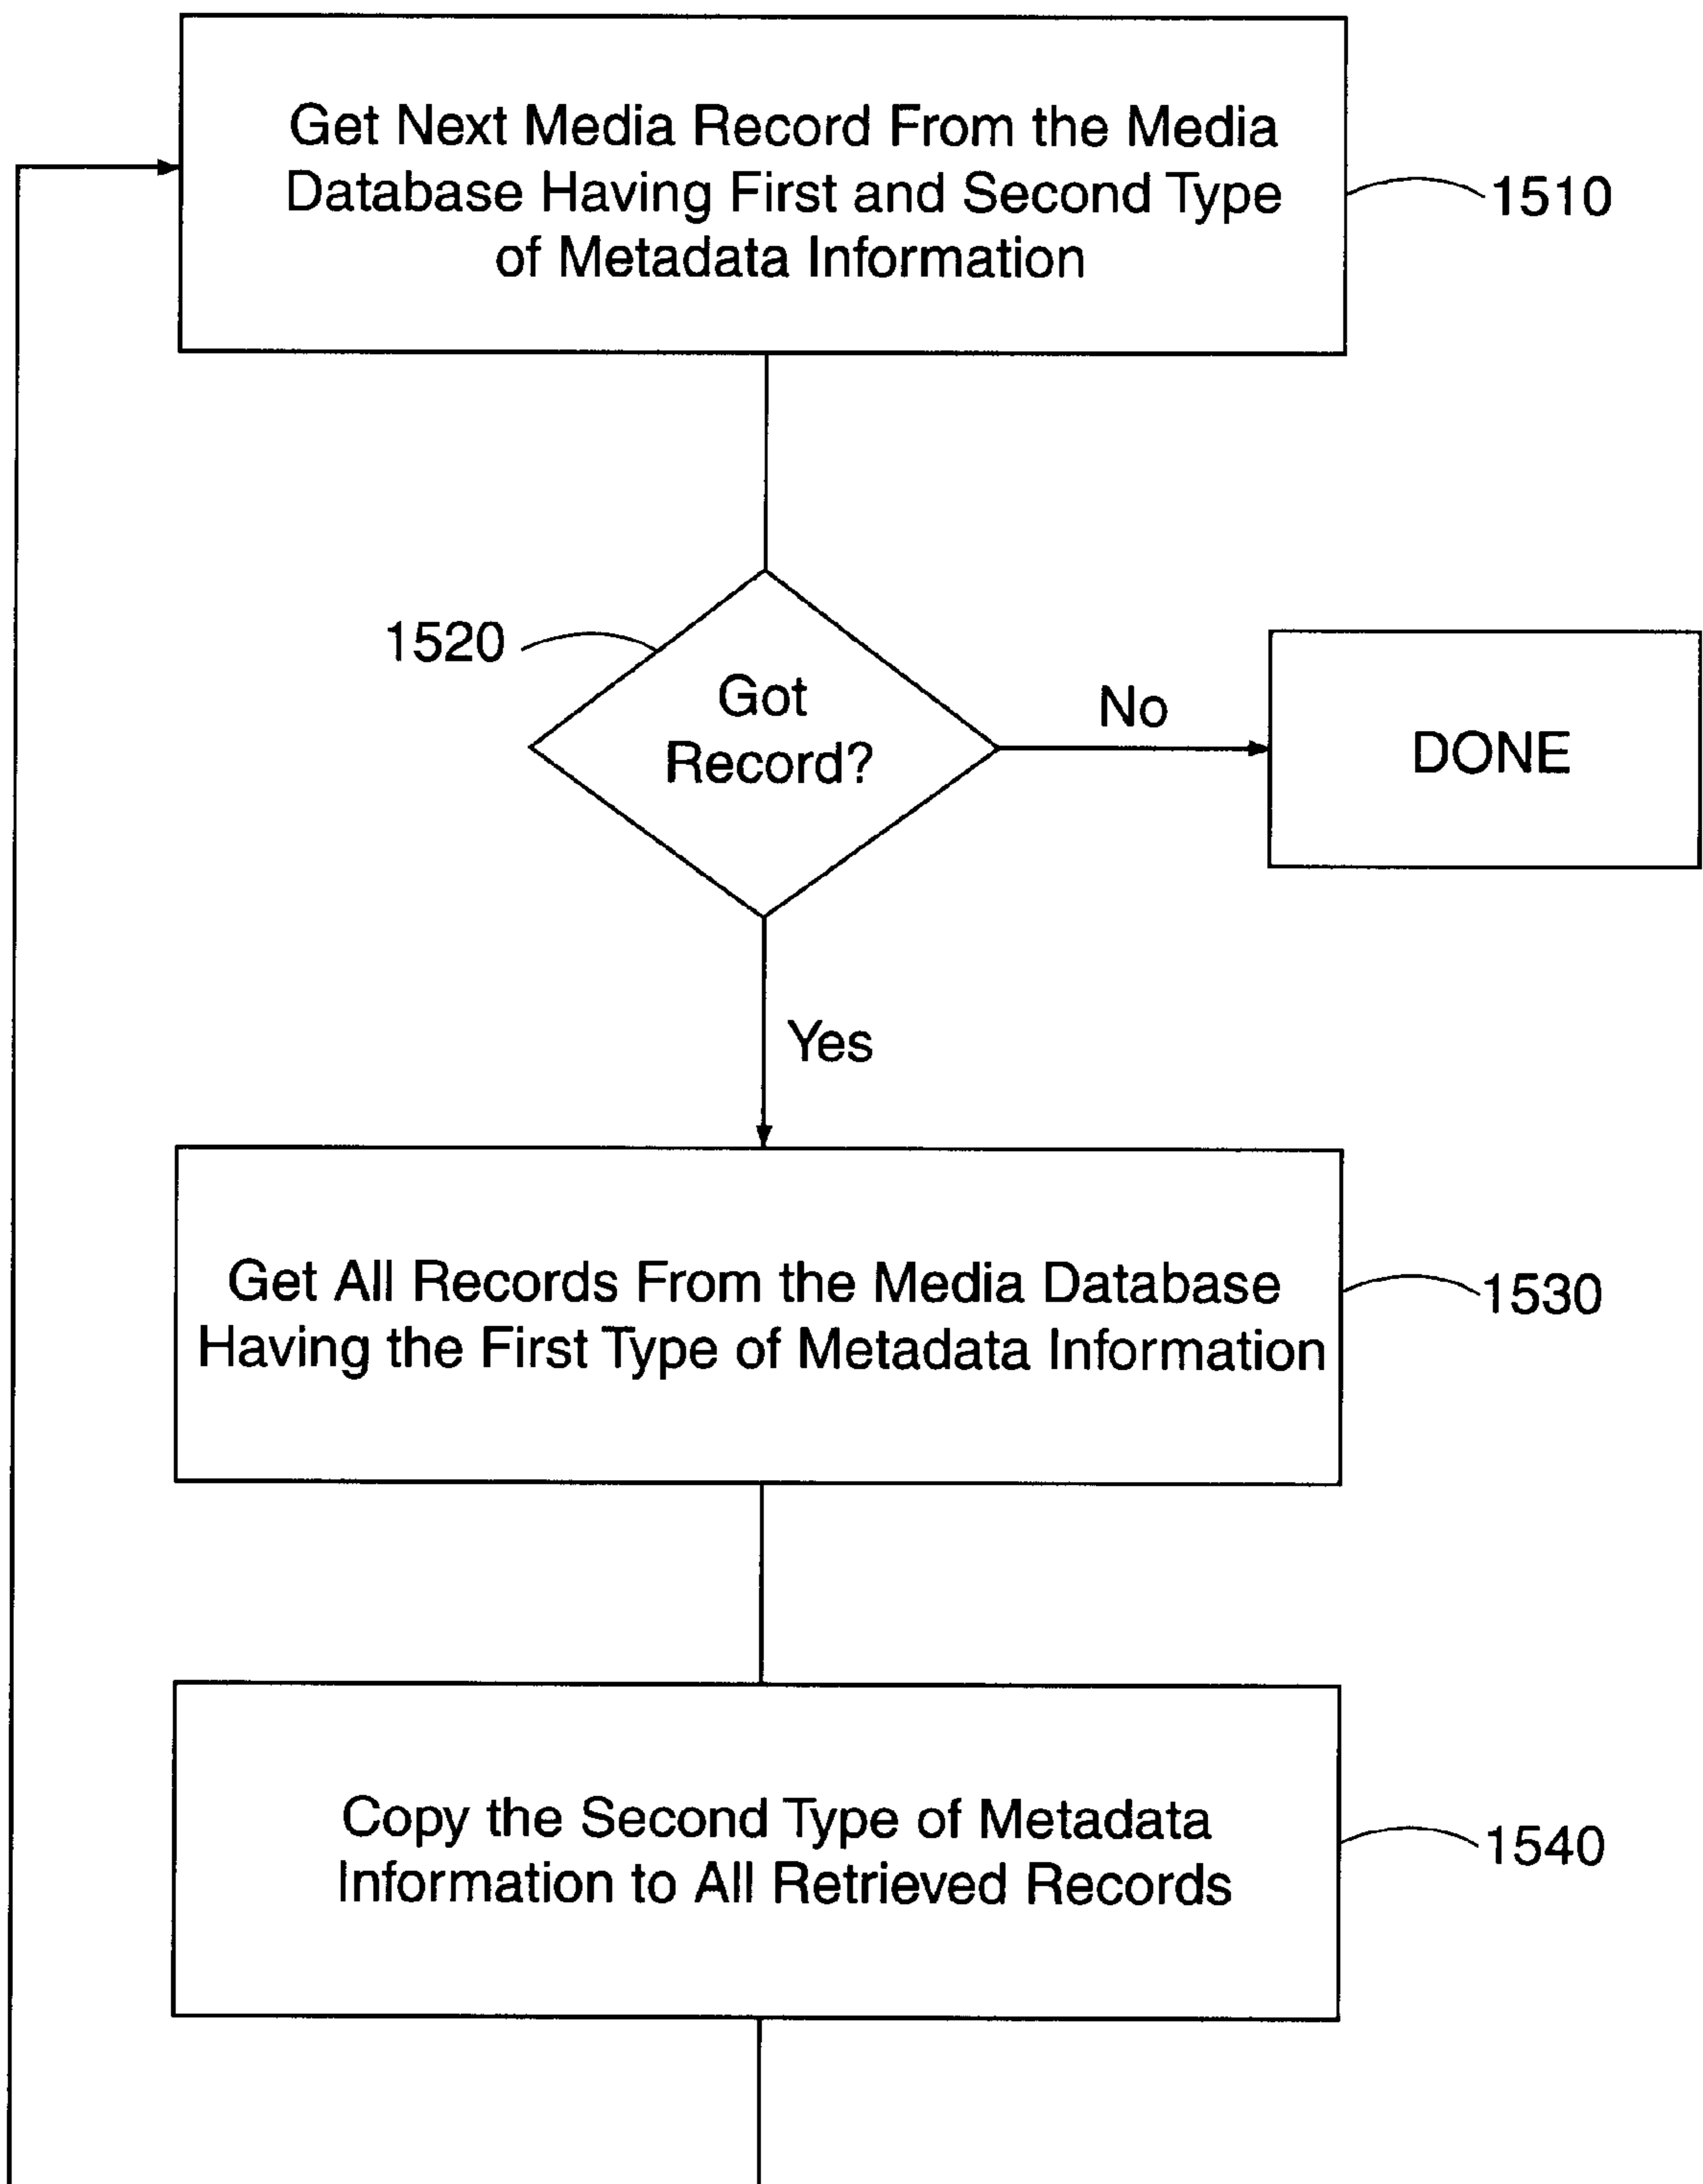 Get Next Media Record From the Media
Database Having First and Second Type
of Metadata Information
1510
1520
Got
Record?
No
DONE
Yes
Get All Records From the Media Database
Having the First Type of Metadata Information
1530
Copy the Second Type of Metadata
Information to All Retrieved Records
1540